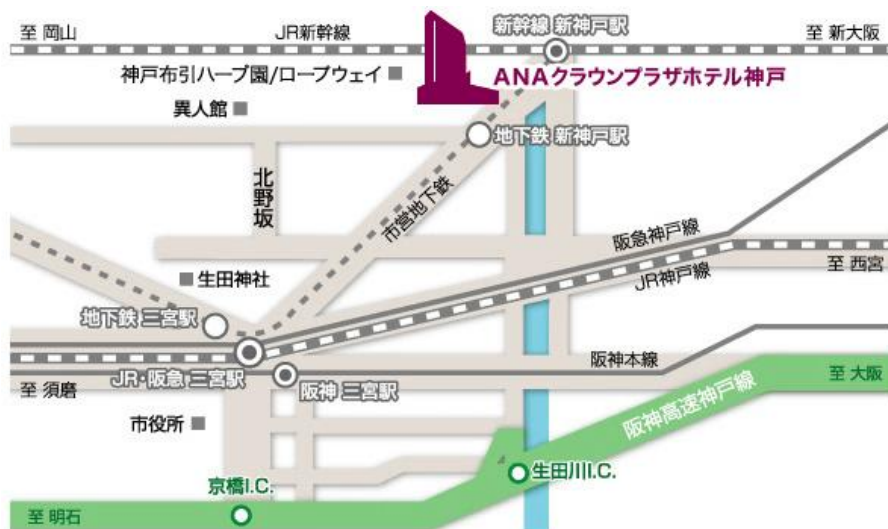 至 岡山
JR新幹線
新幹線 新神戸駅
至 新大阪
神戸布引ハーブ園/ロープウェイ
ANAクラウンプラザホテル神戸
異人館
地下鉄 新神戸駅
北野坂
市営地下鉄
阪急神戸線
JR神戸線
至 西宮
生田神社
地下鉄 三宮駅
JR・阪急 三宮駅
阪神本線
至 須磨
阪神 三宮駅
至 大阪
阪神高速神戸線
市役所
生田川I.C.
京橋I.C.
至 明石